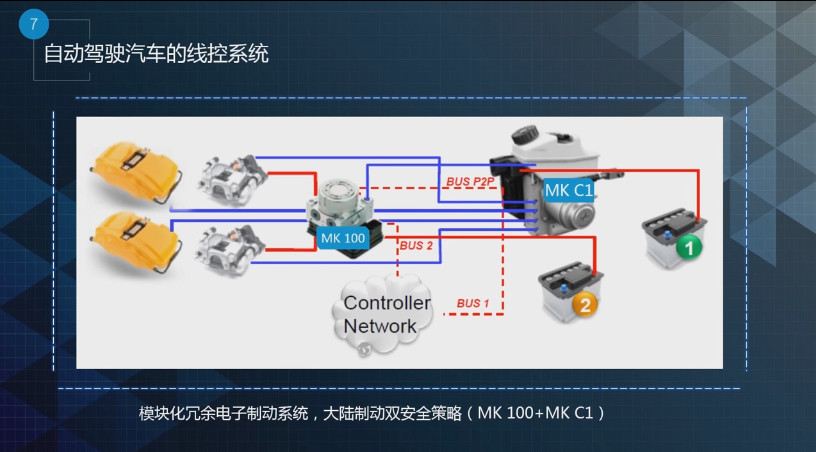 7
自动驾驶汽车的线控系统
BUS P2P
MK C1
MK 100
BUS 2
1
Controller
Network
BUS 1
2
模块化冗余电子制动系统，大陆制动双安全策略（MK 100+MK C1）